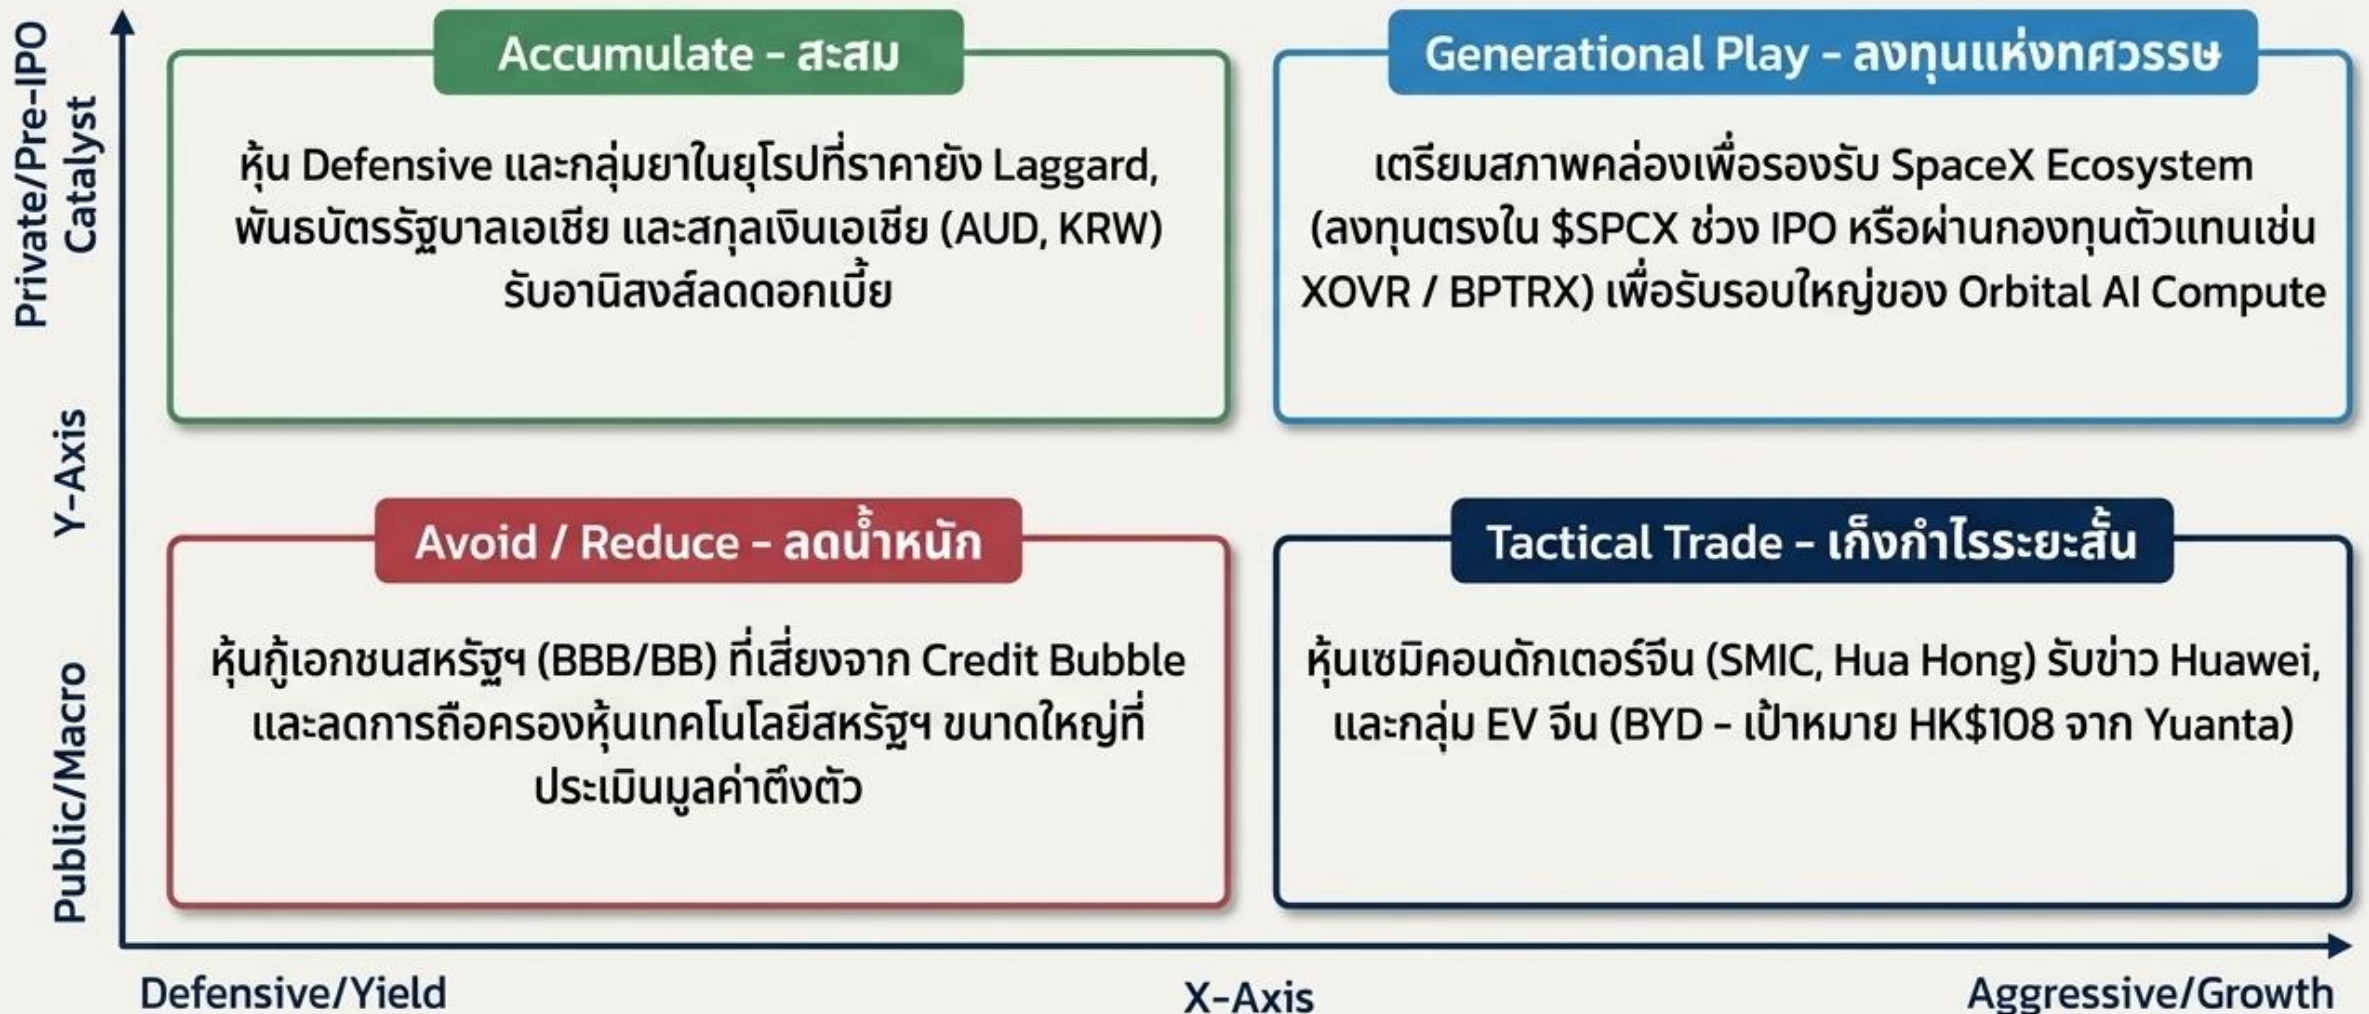 Private/Pre-IPO
Catalyst
Y-Axis
Public/Macro
Accumulate - สะสม
หุ้น Defensive และกลุ่มยาในยุโรปที่ราคายัง Laggard,
พันธบัตรรัฐบาลเอเชีย และสกุลเงินเอเชีย (AUD, KRW)
รับอานิสงส์ลดดอกเบี้ย
Generational Play - ลงทุนแห่งทศวรรษ
เตรียมสภาพคล่องเพื่อรองรับ SpaceX Ecosystem
(ลงทุนตรงใน $SPCX ช่วง IPO หรือผ่านกองทุนตัวแทนเช่น
XOVR / BPTRX) เพื่อรับรอบใหญ่ของ Orbital AI Compute
Avoid / Reduce - ลดน้ำหนัก
หุ้นกู้เอกชนสหรัฐฯ (BBB/BB) ที่เสี่ยงจาก Credit Bubble
และลดการถือครองหุ้นเทคโนโลยีสหรัฐฯ ขนาดใหญ่ที่
ประเมินมูลค่าตึงตัว
Tactical Trade - เก็งกำไรระยะสั้น
หุ้นเซมิคอนดักเตอร์จีน (SMIC, Hua Hong) รับข่าว Huawei,
และกลุ่ม EV จีน (BYD - เป้าหมาย HK$108 จาก Yuanta)
Defensive/Yield
X-Axis
Aggressive/Growth